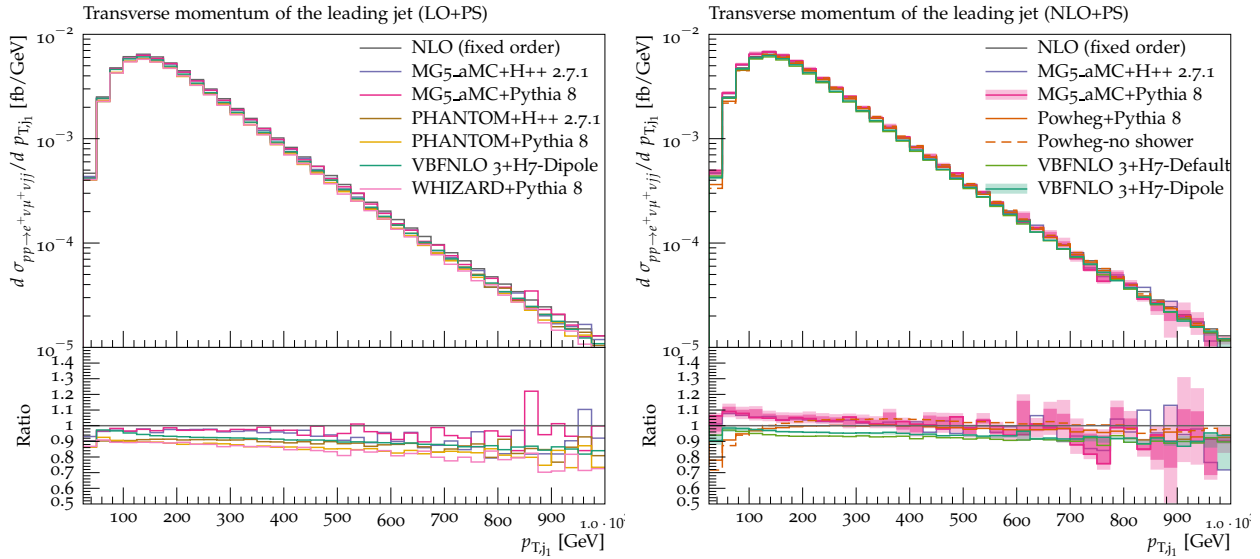 Transverse momentum of the leading jet (LO+PS)
d σ_{pp→e⁺νμ⁺νjj}/d p_{T,j₁} [fb/GeV]
10⁻²
10⁻³
10⁻⁴
10⁻⁵
NLO (fixed order)
MG5_aMC+H++ 2.7.1
MG5_aMC+Pythia 8
PHANTOM+H++ 2.7.1
PHANTOM+Pythia 8
VBFNLO 3+H7-Dipole
WHIZARD+Pythia 8
Ratio
1.4
1.3
1.2
1.1
1
0.9
0.8
0.7
0.6
0.5
100 200 300 400 500 600 700 800 900 1.0 · 10
p_{T,j₁} [GeV]
Transverse momentum of the leading jet (NLO+PS)
d σ_{pp→e⁺νμ⁺νjj}/d p_{T,j₁} [fb/GeV]
10⁻²
10⁻³
10⁻⁴
10⁻⁵
NLO (fixed order)
MG5_aMC+H++ 2.7.1
MG5_aMC+Pythia 8
Powheg+Pythia 8
Powheg-no shower
VBFNLO 3+H7-Default
VBFNLO 3+H7-Dipole
Ratio
1.4
1.3
1.2
1.1
1
0.9
0.8
0.7
0.6
0.5
100 200 300 400 500 600 700 800 900 1.0 · 10
p_{T,j₁} [GeV]